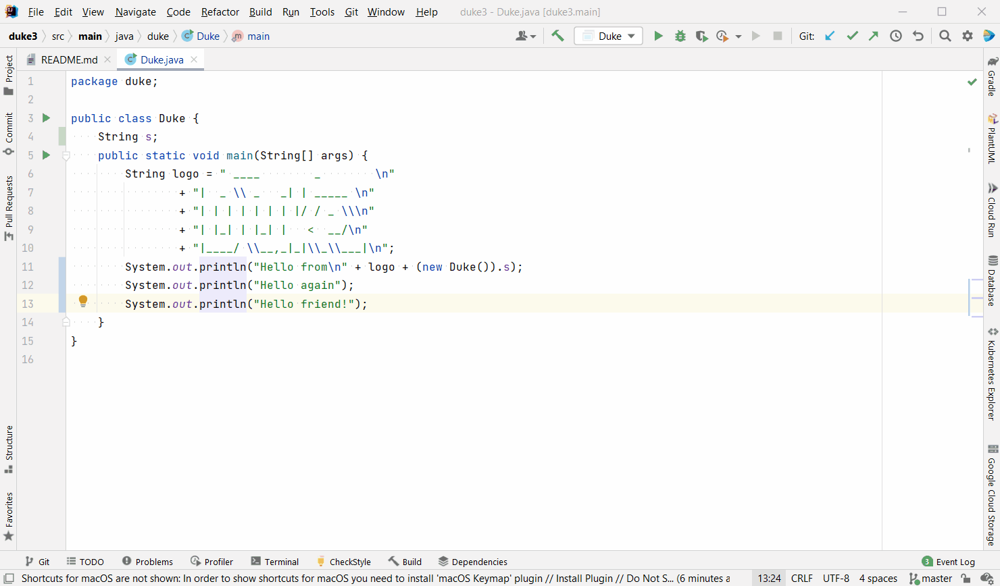 File Edit View Navigate Code Refactor Build Run Tools Git Window Help duke3 - Duke.java [duke3.main]
duke3 src main java duke Duke main Duke Git:
README.md Duke.java
1 package duke;
2
3 public class Duke {
4 String s;
5 public static void main(String[] args) {
6 String logo = " ____        _        \n"
7 + "|  _ \\ _   _| | _____ \n"
8 + "| | | | | | | |/ / _ \\\n"
9 + "| |_| | |_| |   <  __/\n"
10 + "|____/ \\__,_|_|\\_\\___|\n";
11 System.out.println("Hello from\n" + logo + (new Duke()).s);
12 System.out.println("Hello again");
13 System.out.println("Hello friend!");
14 }
15 }
16
Project
Commit
Pull Requests
Structure
Favorites
Gradle
PlantUML
Cloud Run
Database
Kubernetes Explorer
Google Cloud Storage
Git TODO Problems Profiler Terminal CheckStyle Build Dependencies 3 Event Log
Shortcuts for macOS are not shown: In order to show shortcuts for macOS you need to install 'macOS Keymap' plugin // Install Plugin // Do Not S... (6 minutes a 13:24 CRLF UTF-8 4 spaces master